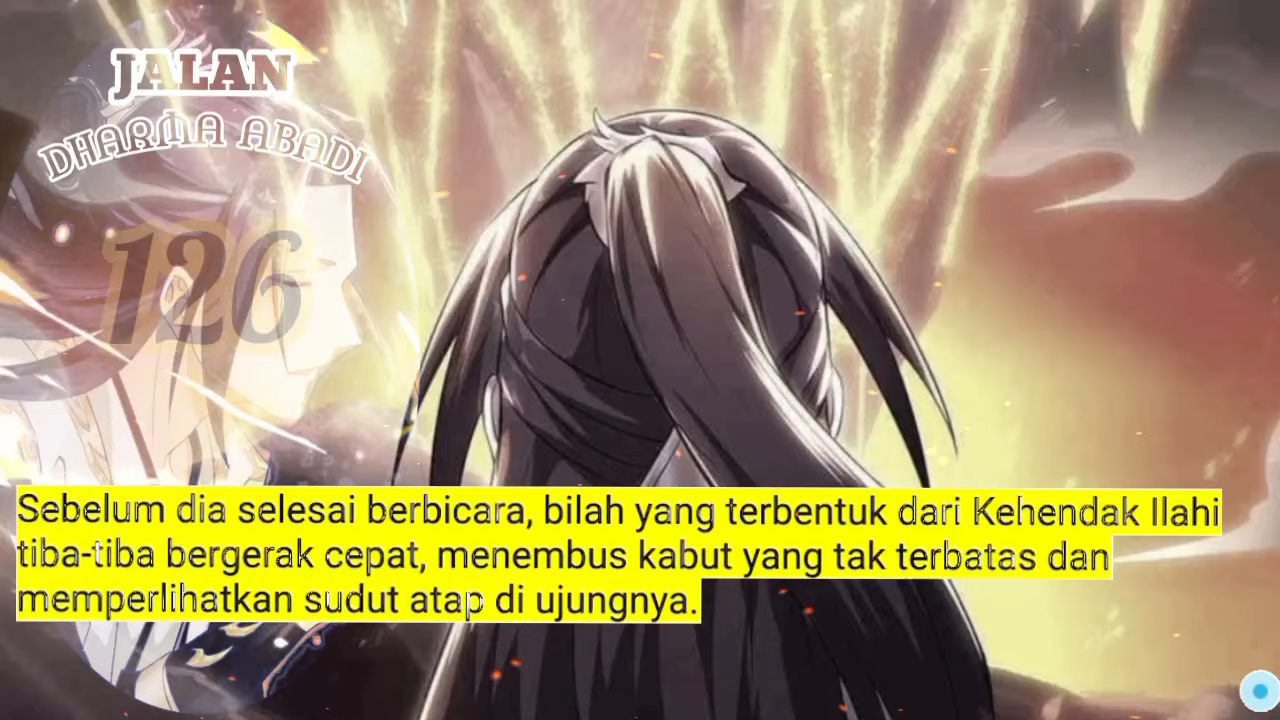 JALAN
DHARMA ABADI
126
Sebelum dia selesai berbicara, bilah yang terbentuk dari Kehendak Ilahi
tiba-tiba bergerak cepat, menembus kabut yang tak terbatas dan
memperlihatkan sudut atap di ujungnya.